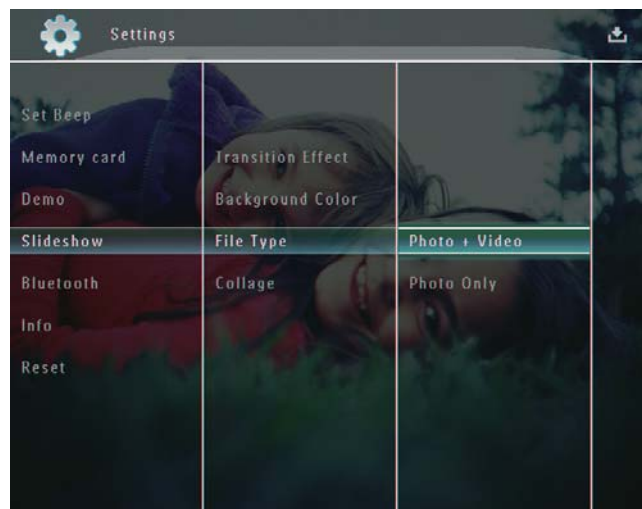 Settings
Set Beep
Memory card
Demo
Slideshow
Bluetooth
Info
Reset
Transition Effect
Background Color
File Type
Collage
Photo + Video
Photo Only